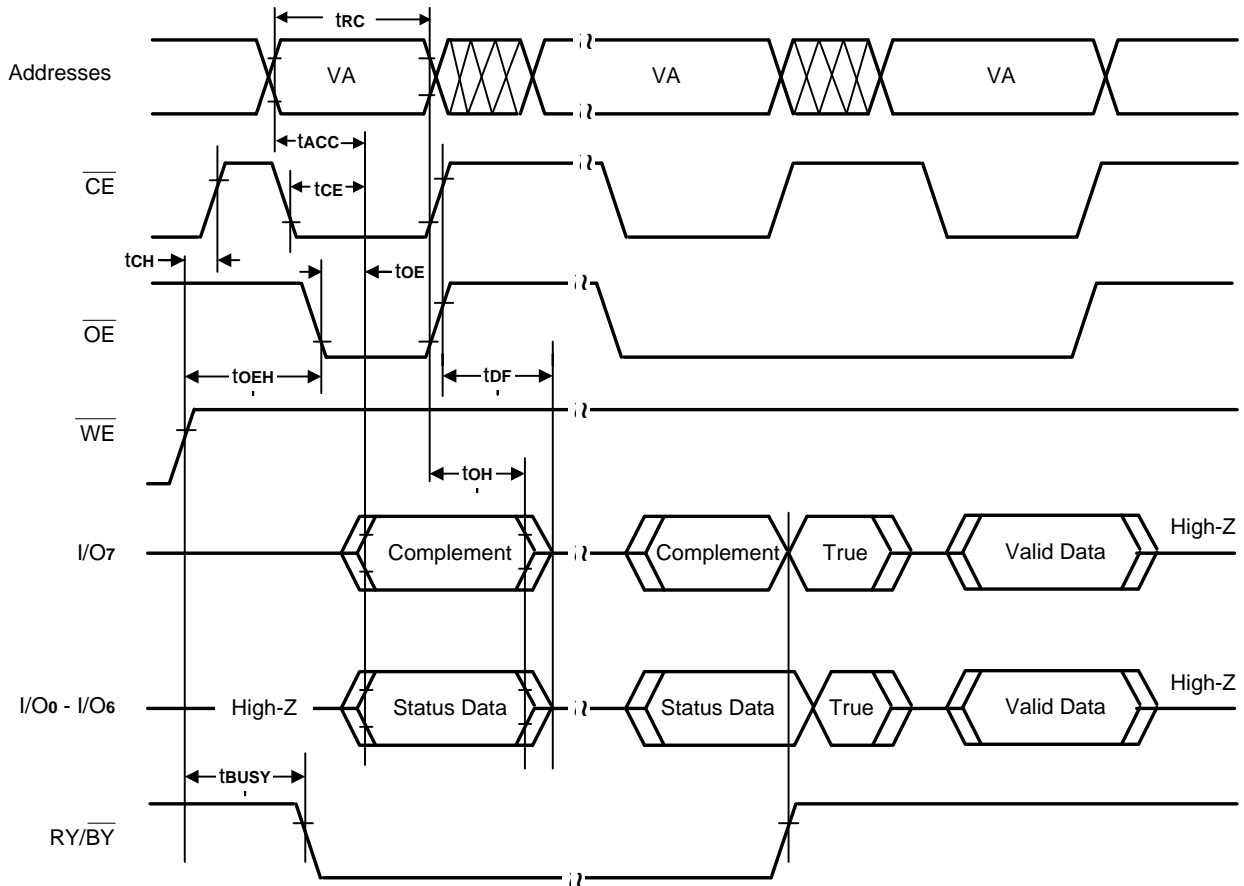 tRC
Addresses VA VA VA
tACC
CE tCE
tCH tOE
OE
tOEH tDF
WE
tOH
I/O7 Complement Complement True Valid Data High-Z
I/O0 - I/O6 High-Z Status Data Status Data True Valid Data High-Z
tBUSY
RY/BY